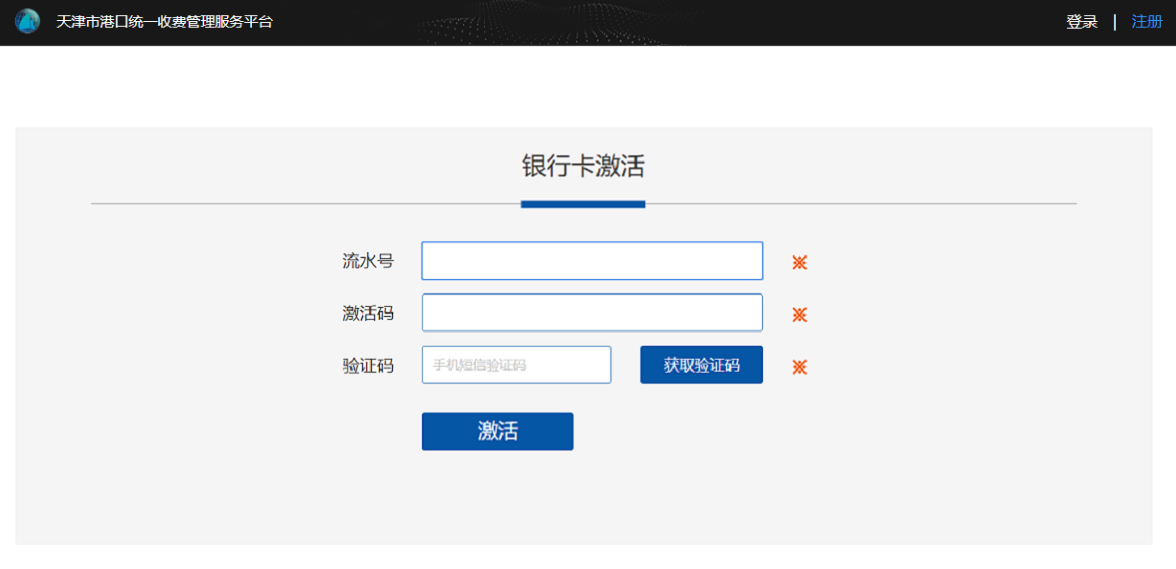 天津市港口统一收费管理服务平台
登录 | 注册
银行卡激活
流水号 ※
激活码 ※
验证码 手机短信验证码 获取验证码 ※
激活